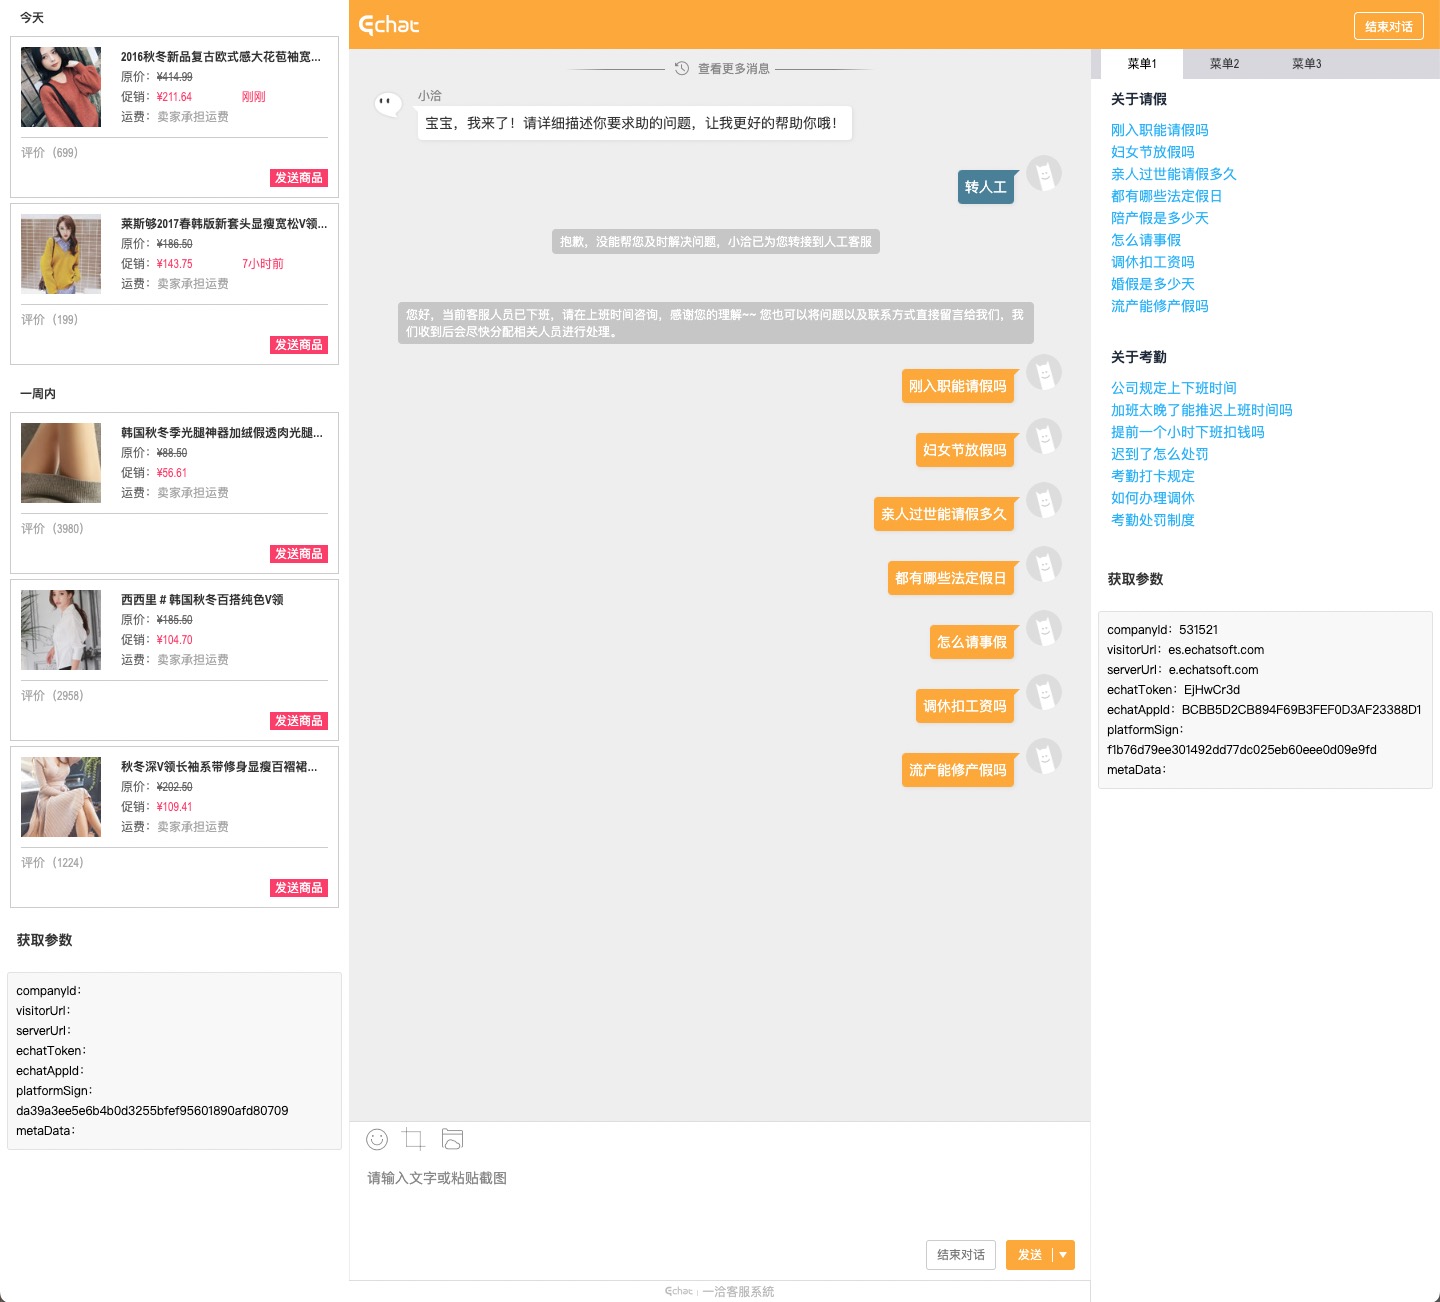 今天
2016秋冬新品复古欧式感大花苞袖宽...
原价：¥414.99
促销：¥211.64 刚刚
运费：卖家承担运费
评价（699）
发送商品
莱斯够2017春韩版新套头显瘦宽松V领...
原价：¥186.50
促销：¥143.75 7小时前
运费：卖家承担运费
评价（199）
发送商品
一周内
韩国秋冬季光腿神器加绒假透肉光腿...
原价：¥88.50
促销：¥56.61
运费：卖家承担运费
评价（3980）
发送商品
西西里 # 韩国秋冬百搭纯色V领
原价：¥185.50
促销：¥104.70
运费：卖家承担运费
评价（2958）
发送商品
秋冬深V领长袖系带修身显瘦百褶裙...
原价：¥202.50
促销：¥109.41
运费：卖家承担运费
评价（1224）
发送商品
获取参数
companyId：
visitorUrl：
serverUrl：
echatToken：
echatAppId：
platformSign：
da39a3ee5e6b4b0d3255bfef95601890afd80709
metaData：
Echat
结束对话
查看更多消息
小洽
宝宝，我来了！请详细描述你要求助的问题，让我更好的帮助你哦！
转人工
抱歉，没能帮您及时解决问题，小洽已为您转接到人工客服
您好，当前客服人员已下班，请在上班时间咨询，感谢您的理解~~ 您也可以将问题以及联系方式直接留言给我们，我
们收到后会尽快分配相关人员进行处理。
刚入职能请假吗
妇女节放假吗
亲人过世能请假多久
都有哪些法定假日
怎么请事假
调休扣工资吗
流产能修产假吗
请输入文字或粘贴截图
结束对话
发送
Echat | 一洽客服系統
菜单1 菜单2 菜单3
关于请假
刚入职能请假吗
妇女节放假吗
亲人过世能请假多久
都有哪些法定假日
陪产假是多少天
怎么请事假
调休扣工资吗
婚假是多少天
流产能修产假吗
关于考勤
公司规定上下班时间
加班太晚了能推迟上班时间吗
提前一个小时下班扣钱吗
迟到了怎么处罚
考勤打卡规定
如何办理调休
考勤处罚制度
获取参数
companyId：531521
visitorUrl：es.echatsoft.com
serverUrl：e.echatsoft.com
echatToken：EjHwCr3d
echatAppId：BCBB5D2CB894F69B3FEF0D3AF23388D1
platformSign：
f1b76d79ee301492dd77dc025eb60eee0d09e9fd
metaData：